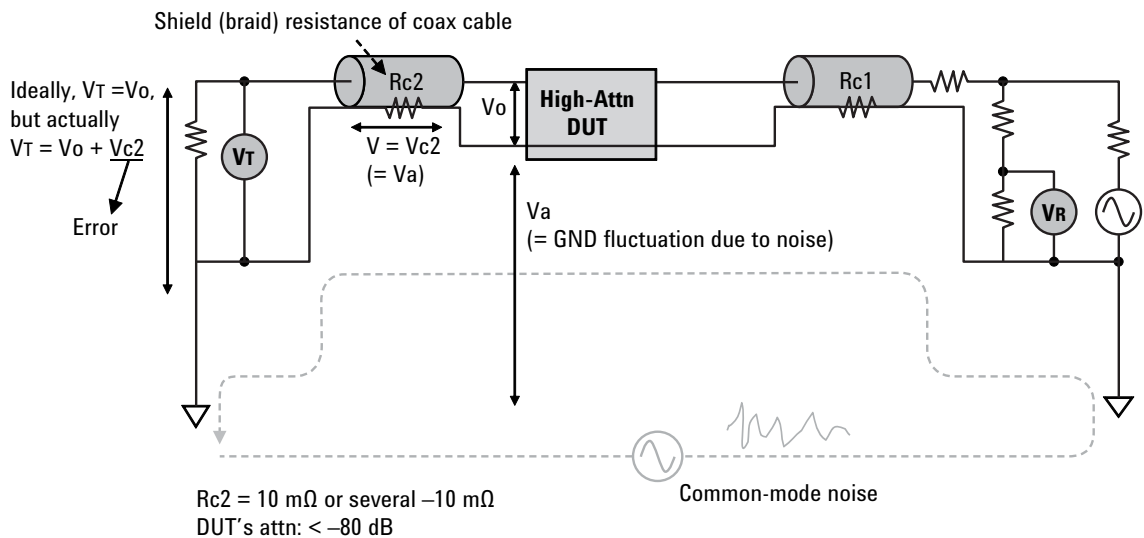 Shield (braid) resistance of coax cable
Ideally, VT =Vo,
but actually
VT = Vo + Vc2
Error
VT
Rc2
V = Vc2
(= Va)
Vo
High-Attn
DUT
Va
(= GND fluctuation due to noise)
Rc1
VR
Common-mode noise
Rc2 = 10 mΩ or several –10 mΩ
DUT´s attn: < –80 dB